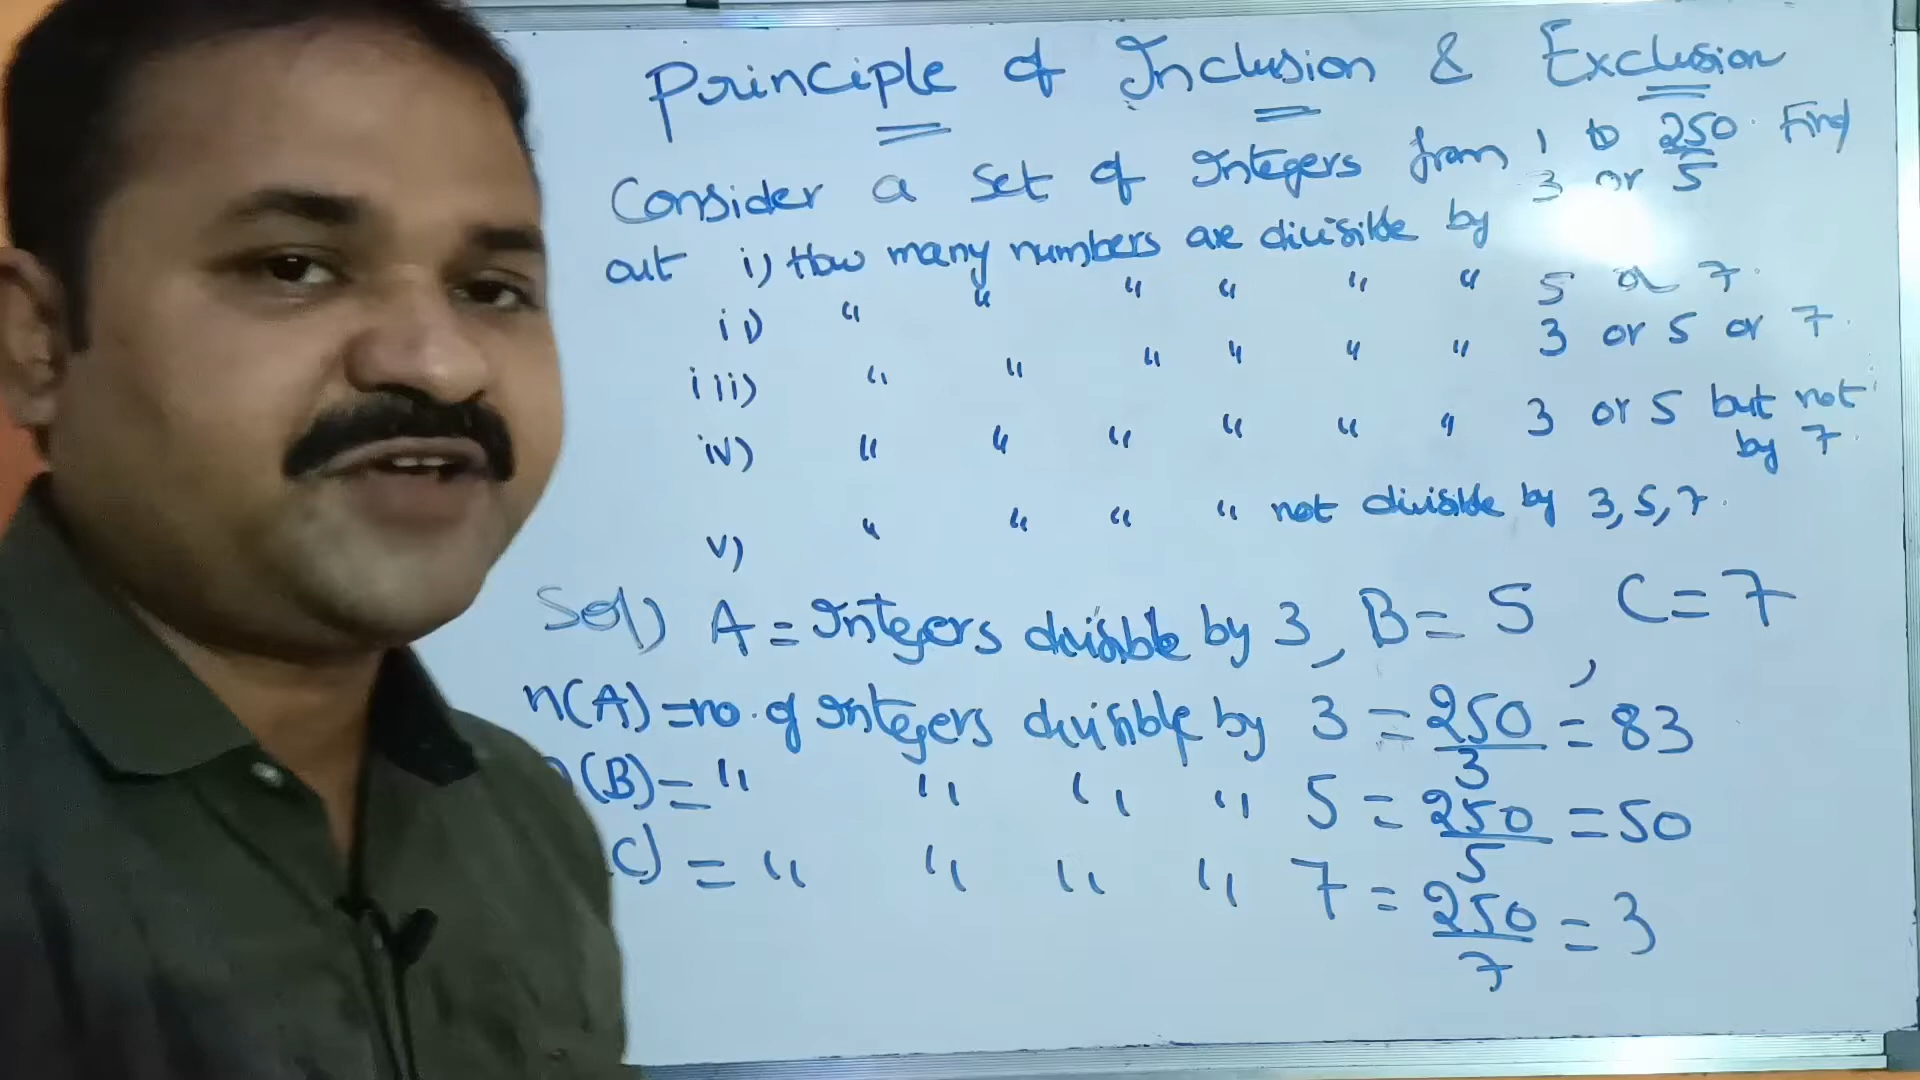 Principle of Inclusion & Exclusion
Consider a set of Integers from 1 to 250. Find
out i) How many numbers are divisible by 3 or 5
ii) " " " " " " 5 or 7.
iii) " " " " " " 3 or 5 or 7.
iv) " " " " " " 3 or 5 but not
by 7.
v) " " " " not divisible by 3, 5, 7.
Sol) A = Integers divisible by 3, B = 5, C = 7
n(A) = no. of Integers divisible by 3 = 250/3 = 83
(B) = " " " " 5 = 250/5 = 50
C) = " " " " 7 = 250/7 = 3